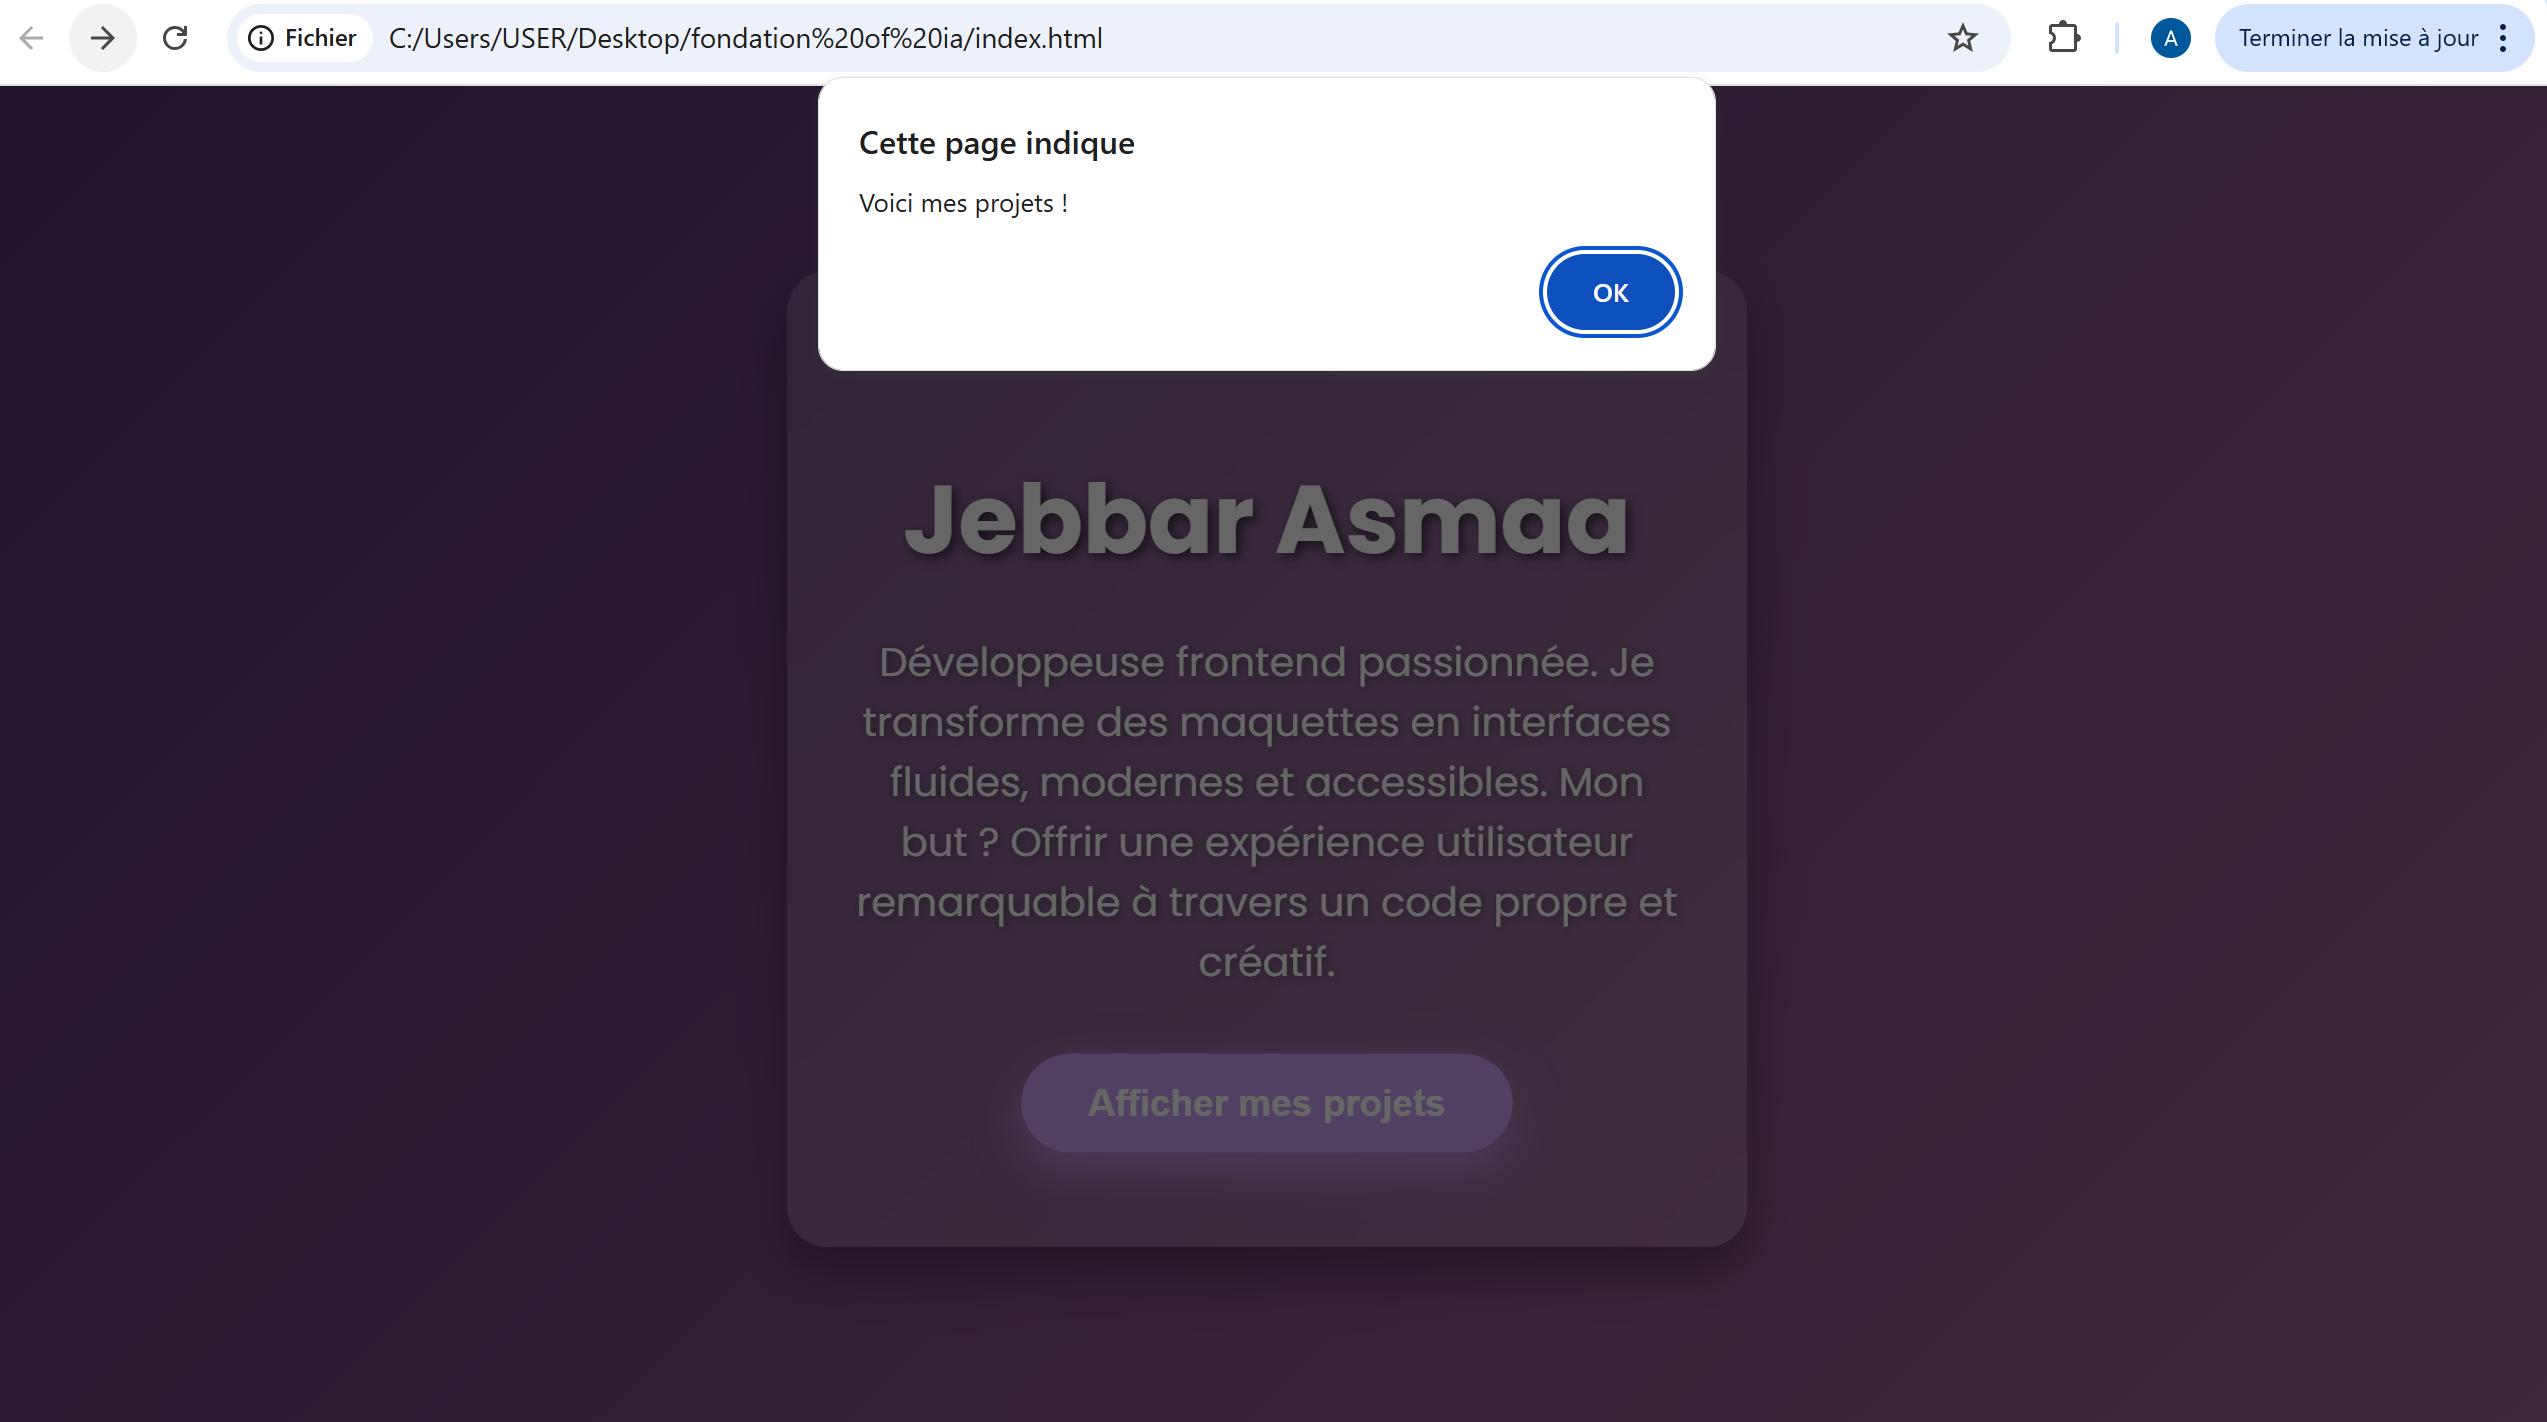 Fichier C:/Users/USER/Desktop/fondation%20of%20ia/index.html A Terminer la mise à jour
Cette page indique
Voici mes projets !
OK
Jebbar Asmaa
Développeuse frontend passionnée. Je
transforme des maquettes en interfaces
fluides, modernes et accessibles. Mon
but ? Offrir une expérience utilisateur
remarquable à travers un code propre et
créatif.
Afficher mes projets